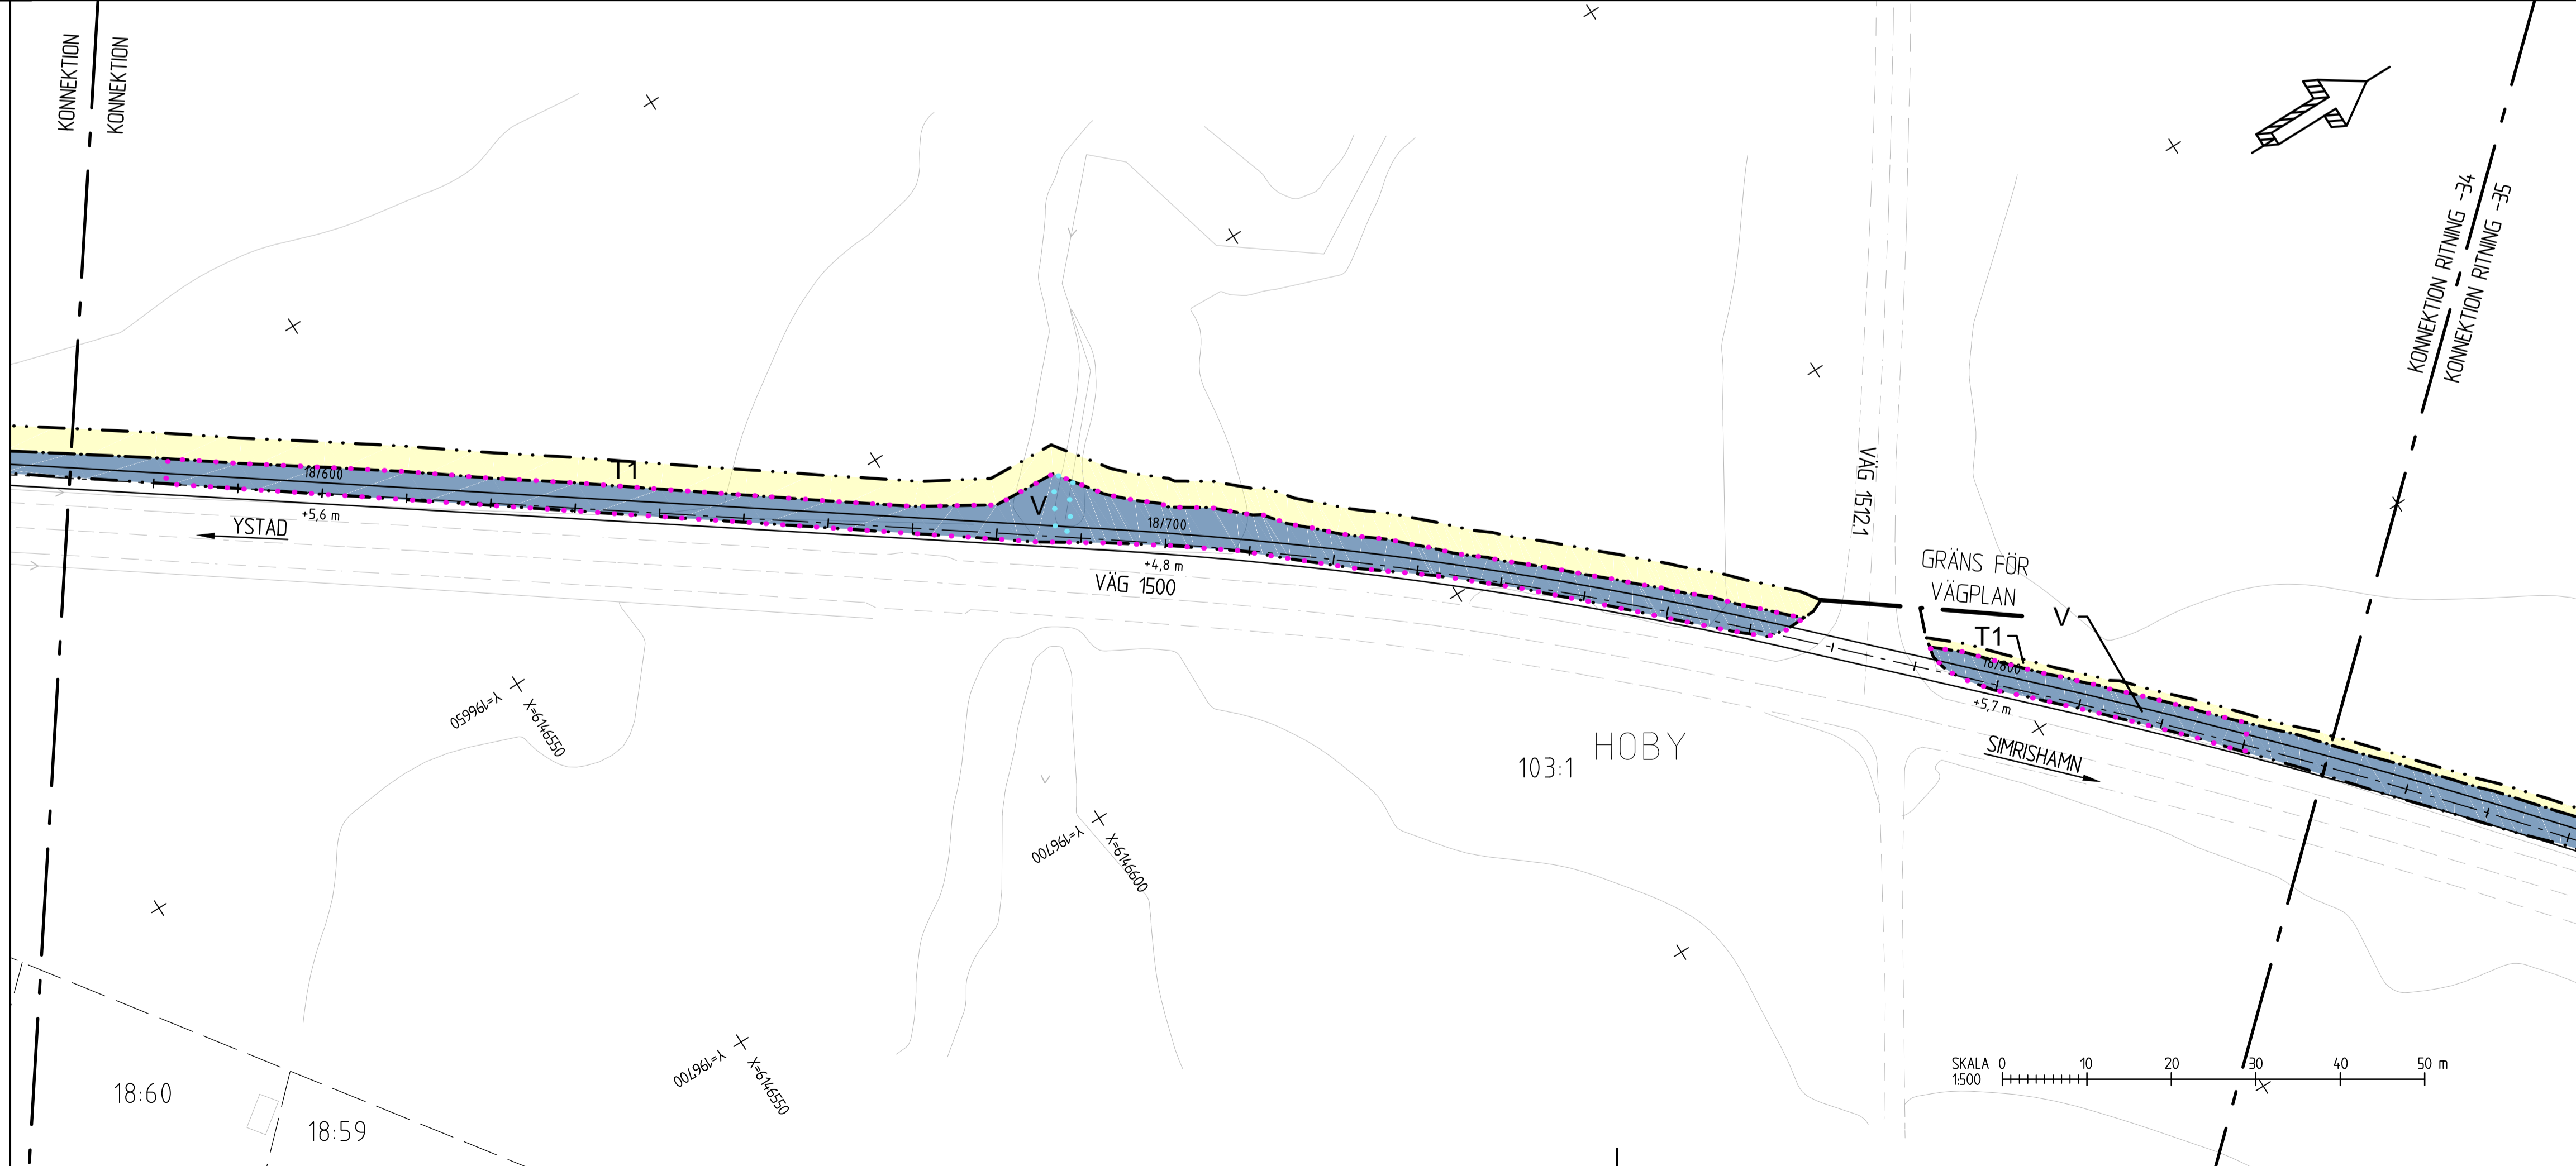 KONNEKTION
KONNEKTION
KONNEKTION RITNING -34
KONNEKTION RITNING -35
18/600
T1
+5,6 m
YSTAD
V
18/700
+4,8 m
VÄG 1500
VÄG 1512.1
GRÄNS FÖR
VÄGPLAN
V
T1
18/800
+5,7 m
SIMRISHAMN
HOBY
103:1
Y=196650
X=6146550
Y=196700
X=6146600
Y=196700
X=6146550
18:60
18:59
SKALA 0 10 20 30 40 50 m
1:500